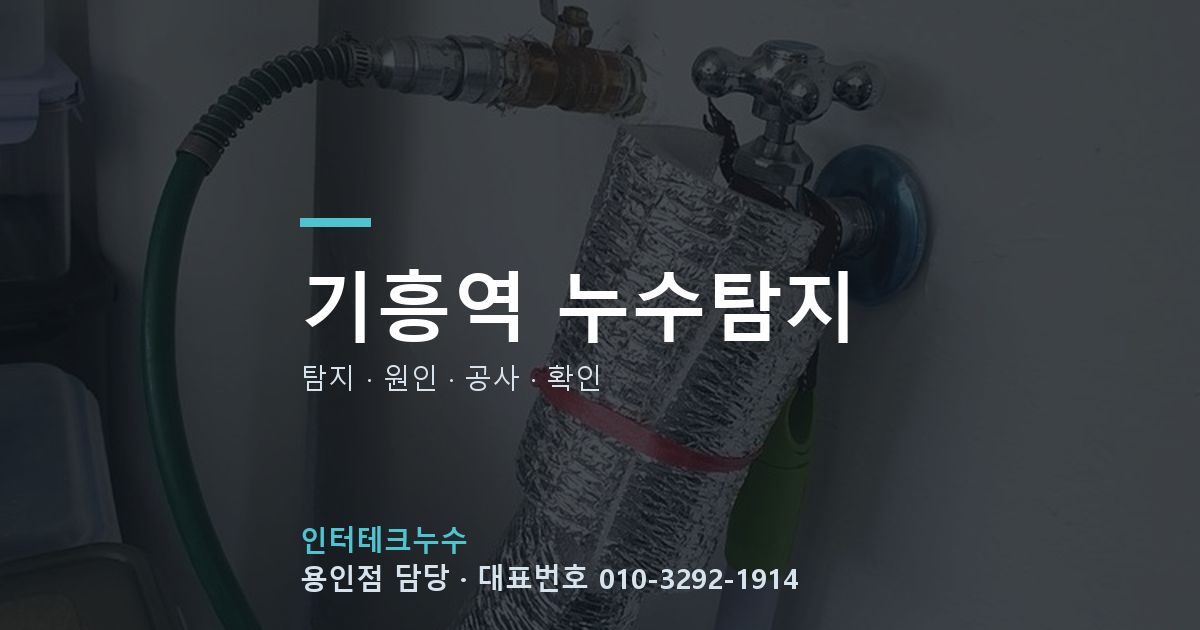 기흥역 누수탐지
탐지 · 원인 · 공사 · 확인
인터테크누수
용인점 담당 · 대표번호 010-3292-1914